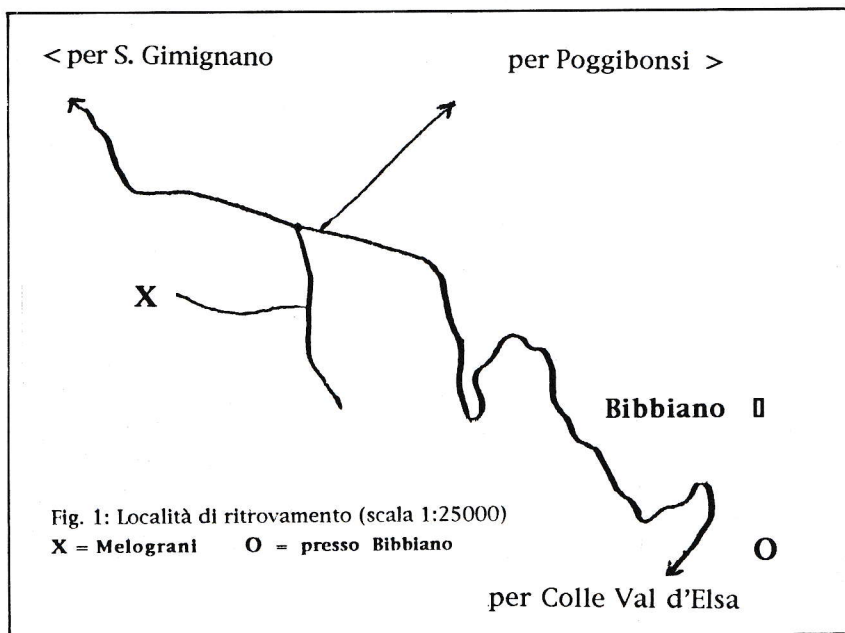 < per S. Gimignano
per Poggibonsi >
X
Bibbiano
Fig. 1: Località di ritrovamento (scala 1:25000)
X = Melograni O = presso Bibbiano
O
per Colle Val d'Elsa